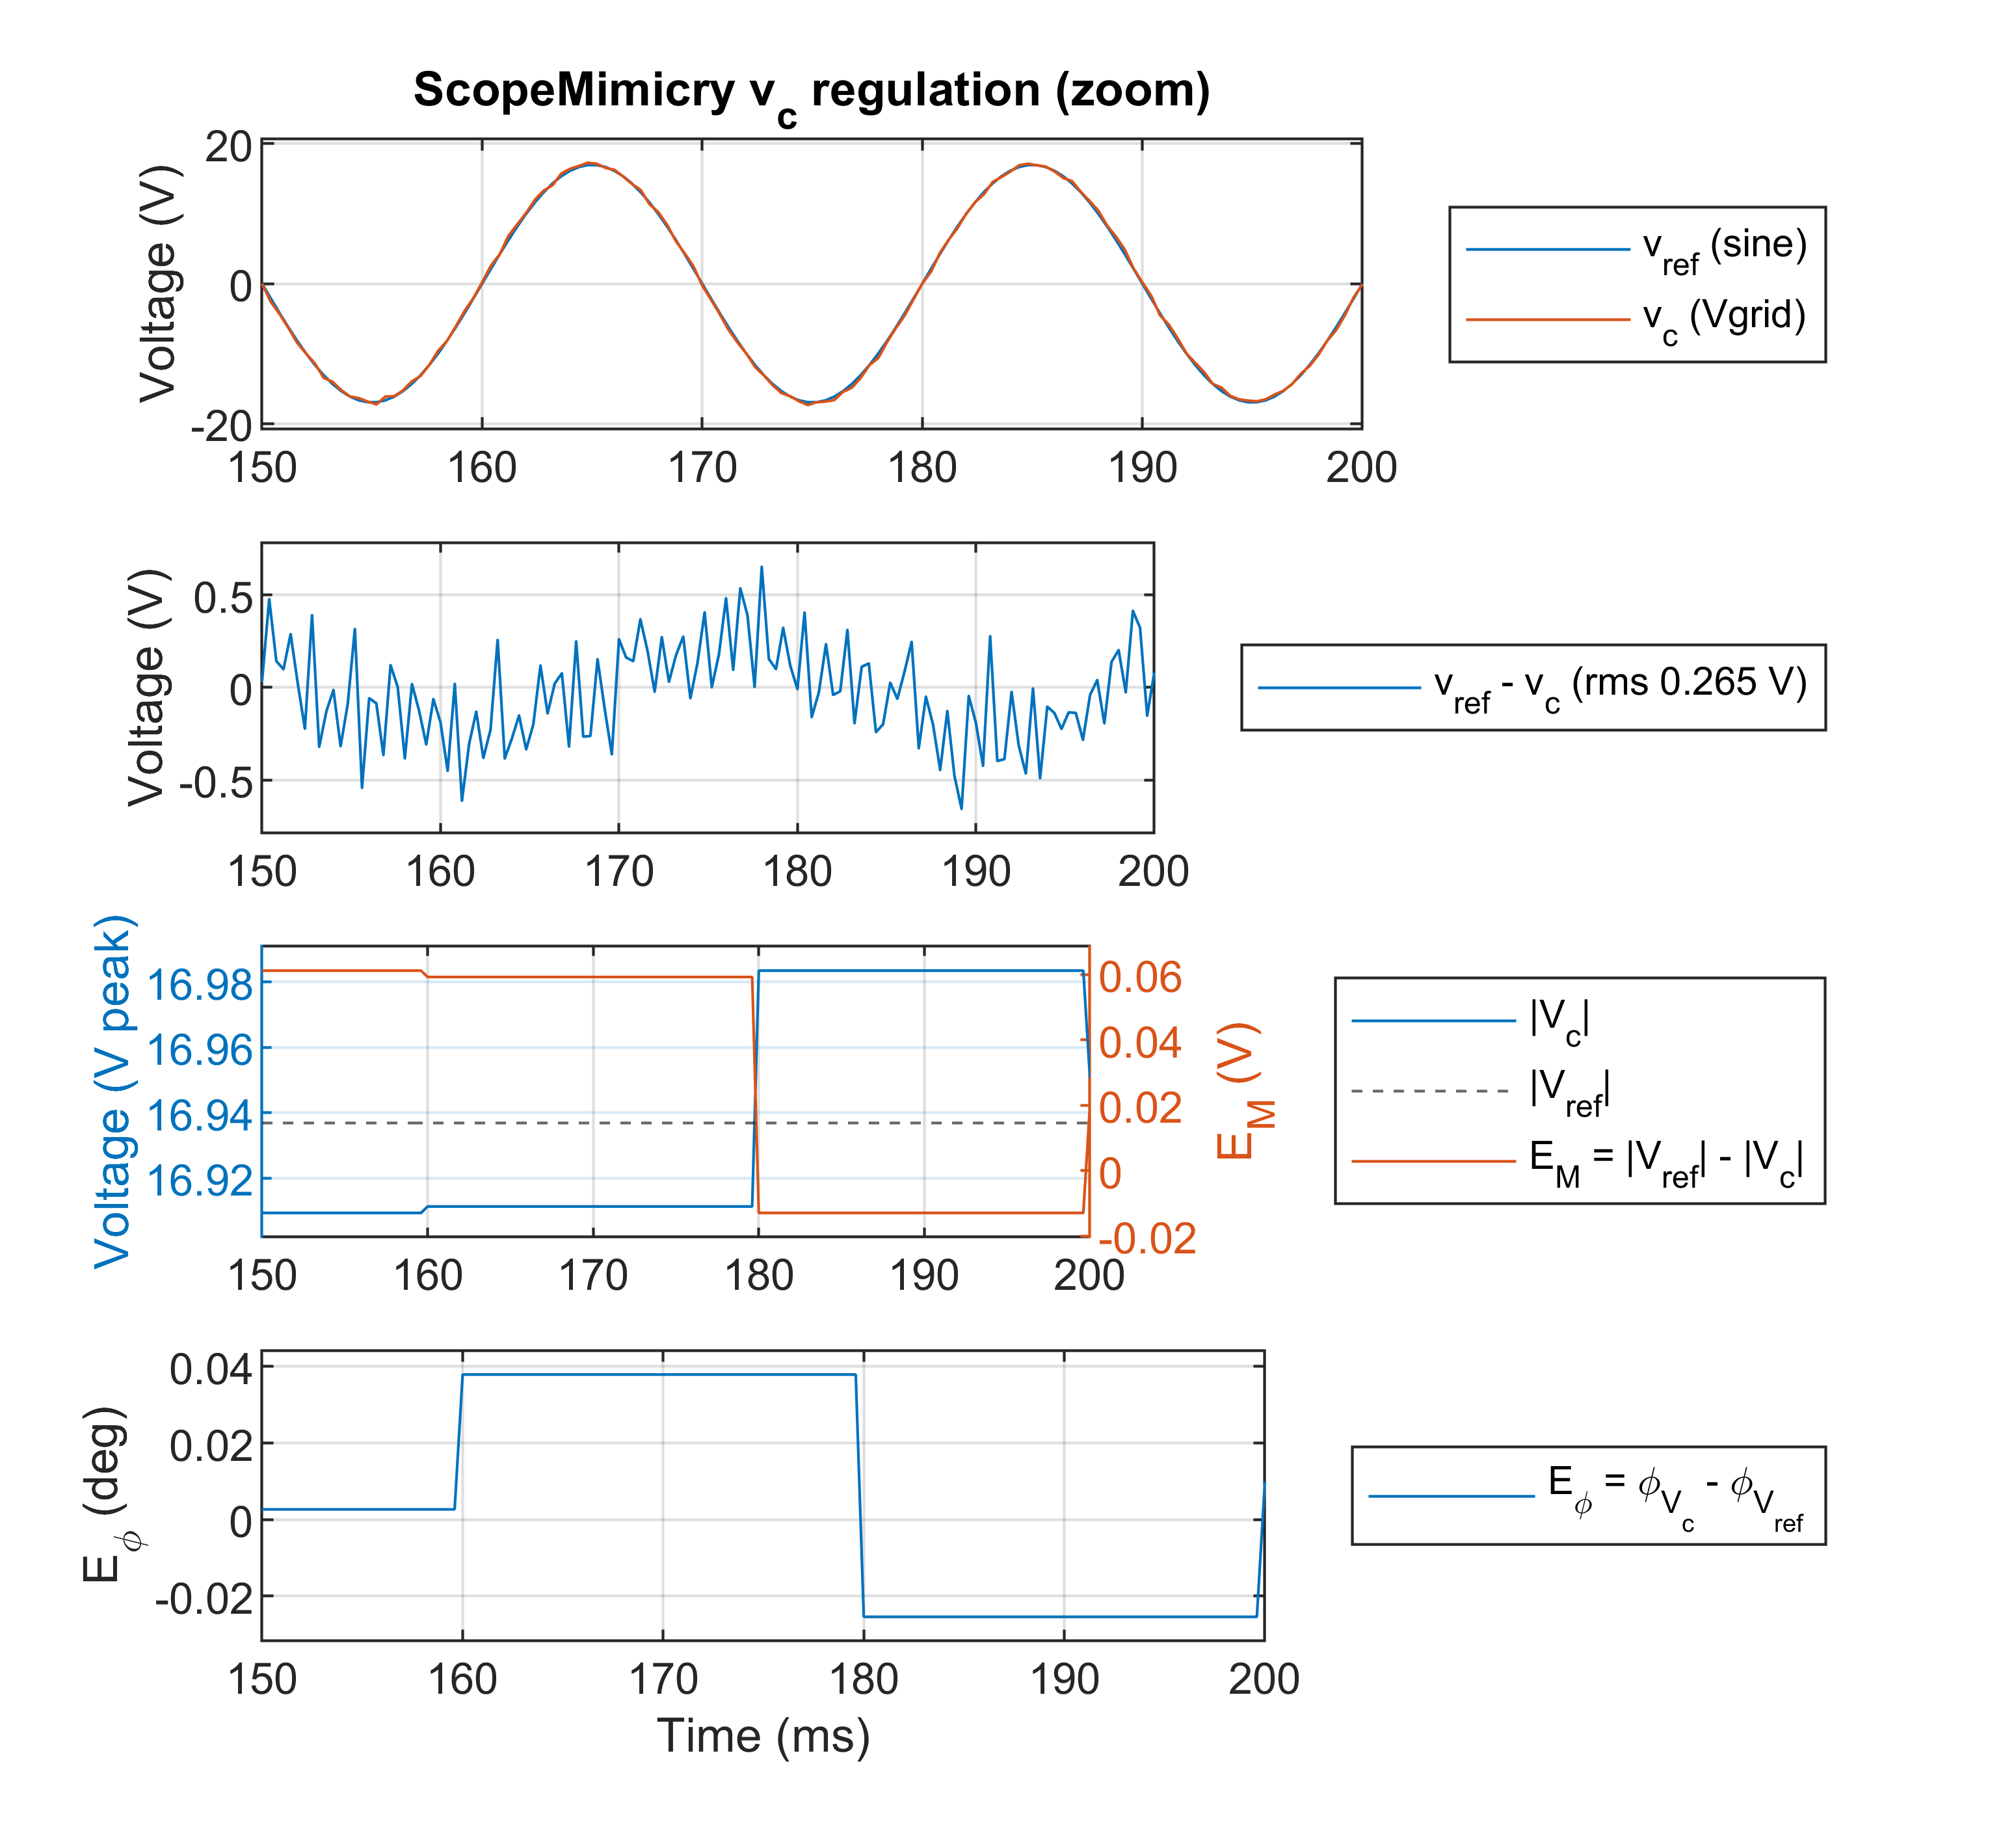 ScopeMimicry v_c regulation (zoom)
Voltage (V)
20
0
-20
150 160 170 180 190 200
v_ref (sine)
v_c (Vgrid)
Voltage (V)
0.5
0
-0.5
150 160 170 180 190 200
v_ref - v_c (rms 0.265 V)
Voltage (V peak)
16.98
16.96
16.94
16.92
0.06
0.04
0.02
0
-0.02
E_M (V)
150 160 170 180 190 200
|V_c|
|V_ref|
E_M = |V_ref| - |V_c|
E_ϕ (deg)
0.04
0.02
0
-0.02
150 160 170 180 190 200
Time (ms)
E_ϕ = ϕ_V_c - ϕ_V_ref